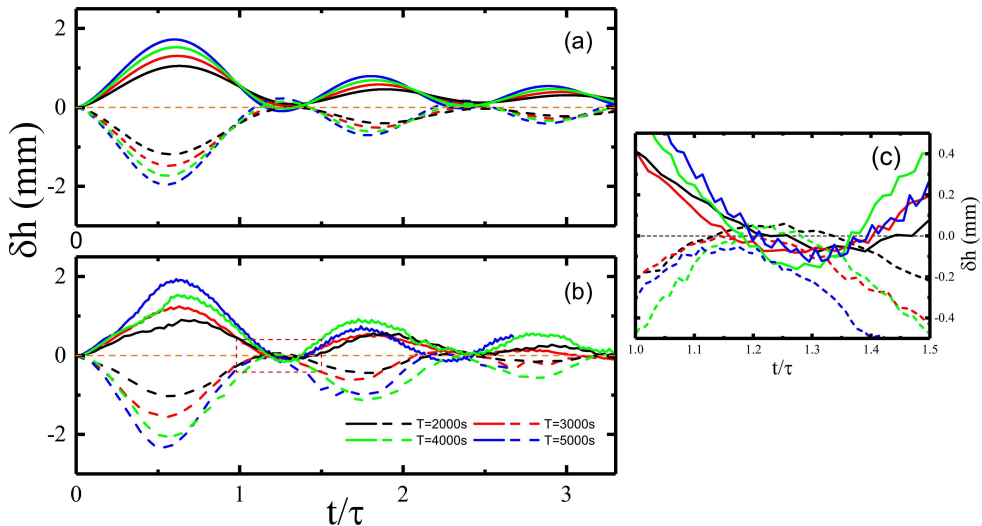 2
(a)
0
-2
0
δh (mm)
2
(b)
0
-2
T=2000s T=3000s
T=4000s T=5000s
0 1 2 3
t/τ
(c)
0.4
0.2
0.0
-0.2
-0.4
δh (mm)
1.0 1.1 1.2 1.3 1.4 1.5
t/τ